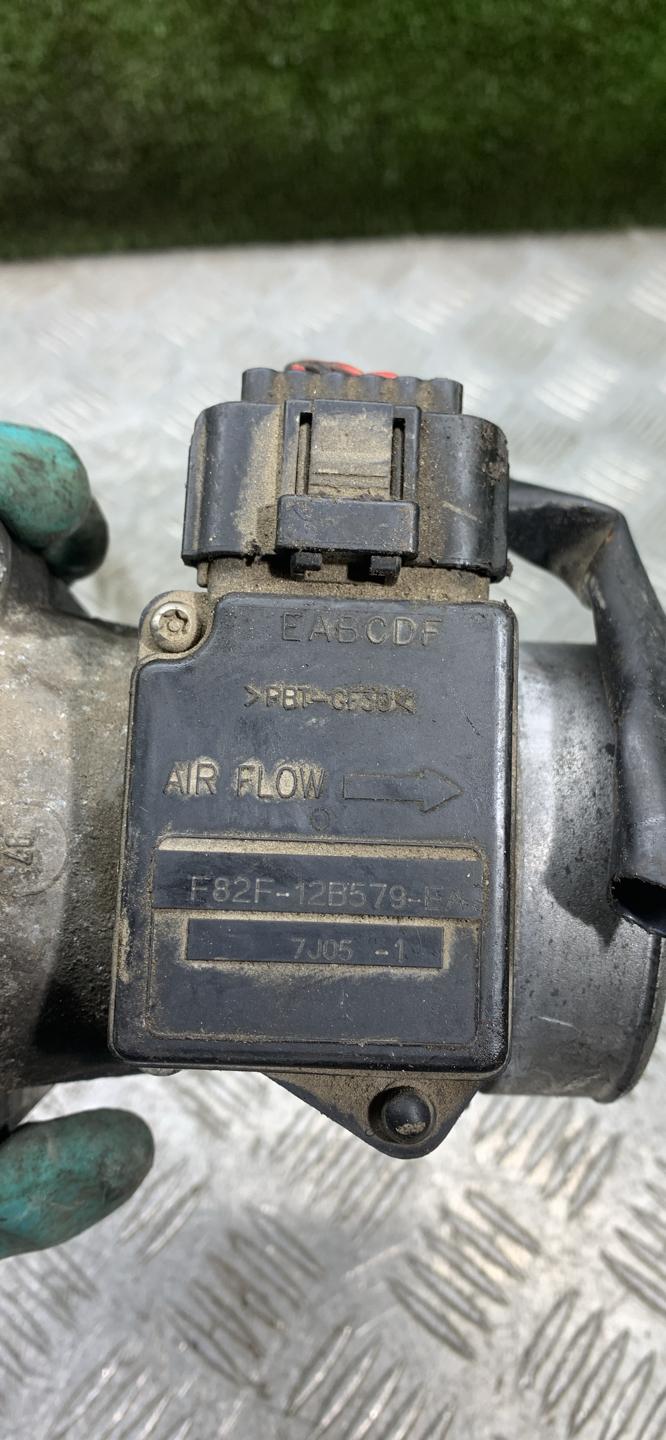 EABCDF
>PBT-GF30<
AIR FLOW
F82F-12B579-EA
7J05 -1